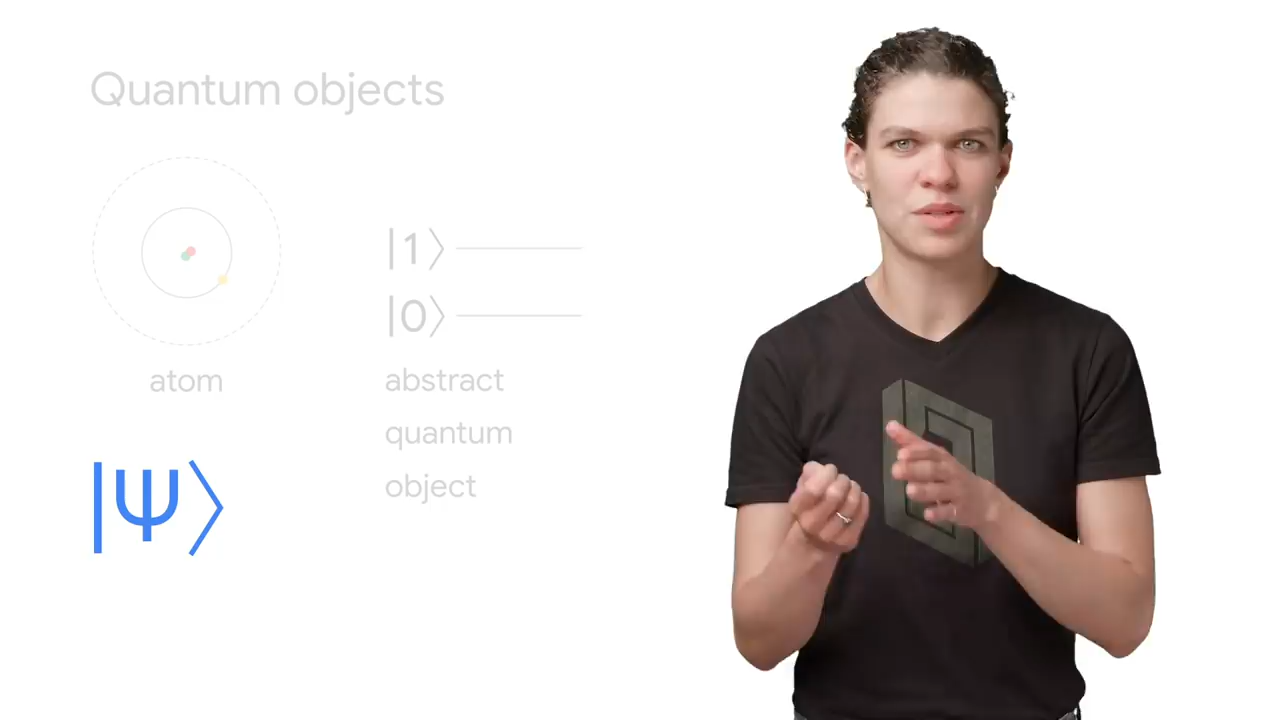 Quantum objects
|1⟩
|0⟩
atom
abstract
quantum
object
|Ψ⟩